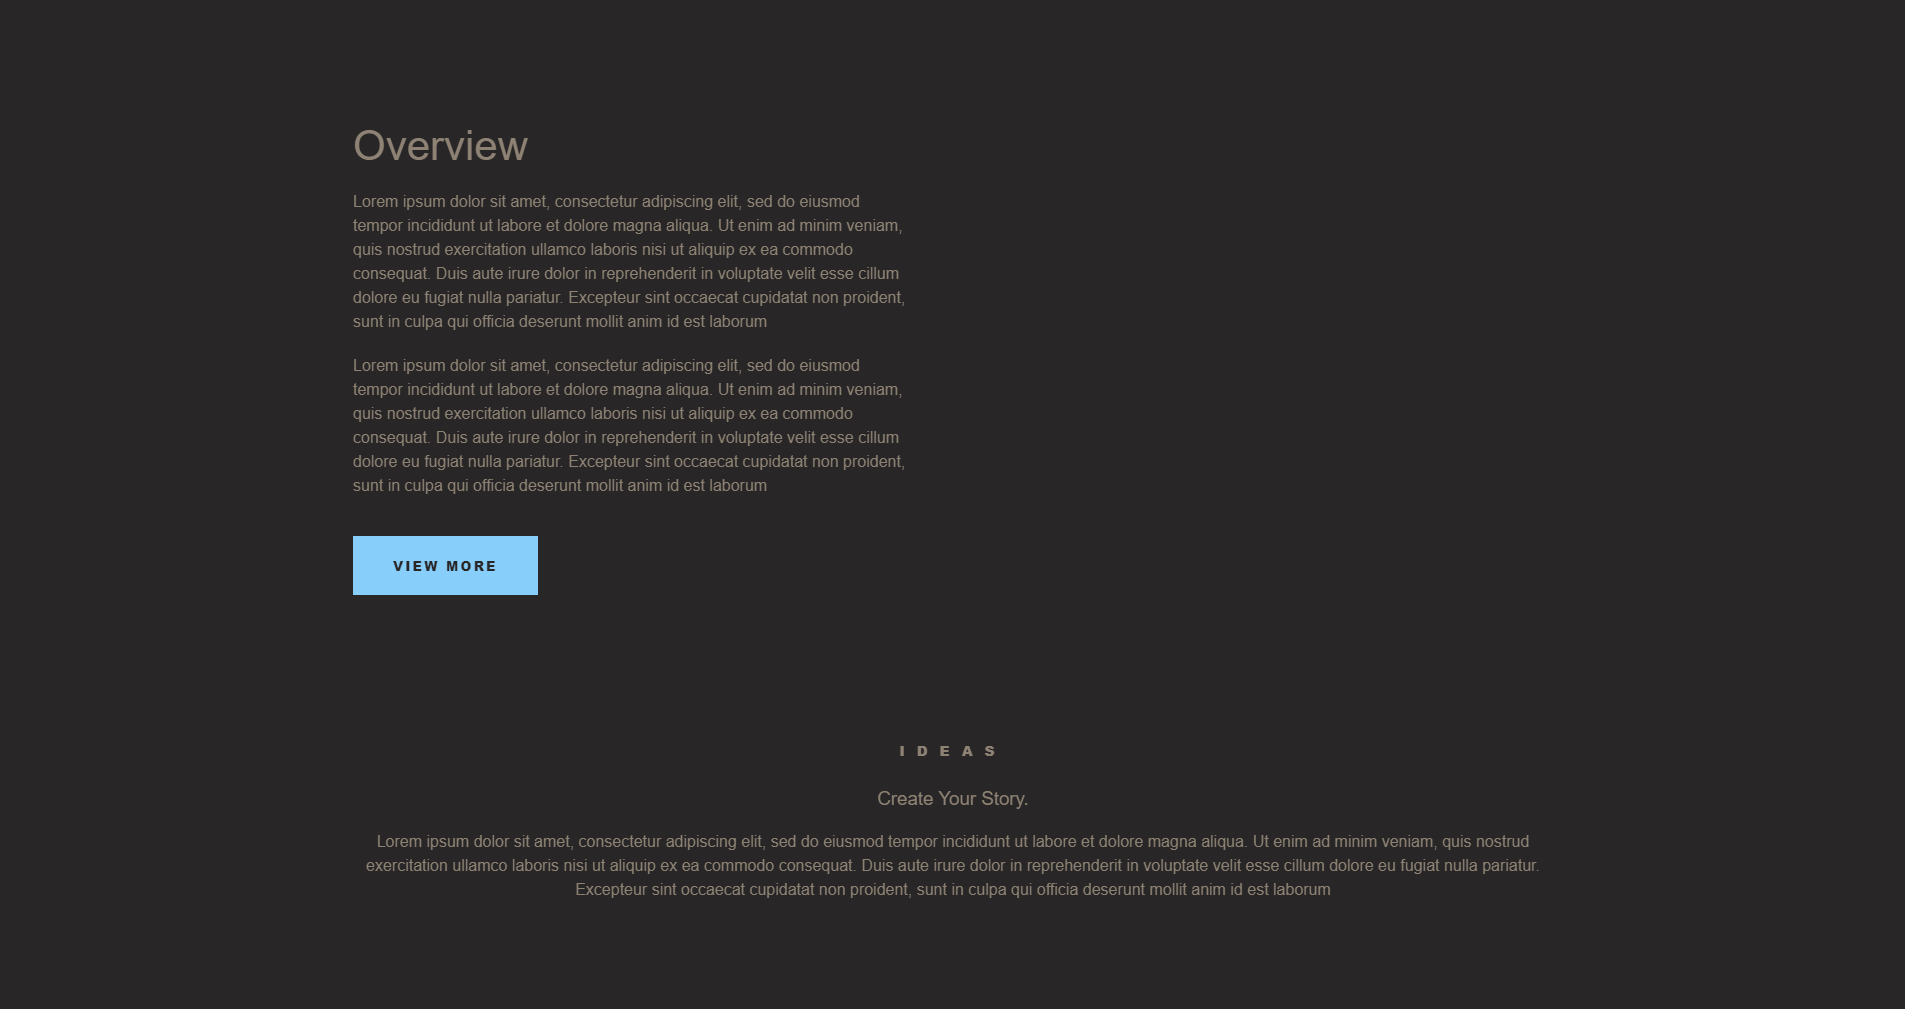 Overview
Lorem ipsum dolor sit amet, consectetur adipiscing elit, sed do eiusmod
tempor incididunt ut labore et dolore magna aliqua. Ut enim ad minim veniam,
quis nostrud exercitation ullamco laboris nisi ut aliquip ex ea commodo
consequat. Duis aute irure dolor in reprehenderit in voluptate velit esse cillum
dolore eu fugiat nulla pariatur. Excepteur sint occaecat cupidatat non proident,
sunt in culpa qui officia deserunt mollit anim id est laborum
Lorem ipsum dolor sit amet, consectetur adipiscing elit, sed do eiusmod
tempor incididunt ut labore et dolore magna aliqua. Ut enim ad minim veniam,
quis nostrud exercitation ullamco laboris nisi ut aliquip ex ea commodo
consequat. Duis aute irure dolor in reprehenderit in voluptate velit esse cillum
dolore eu fugiat nulla pariatur. Excepteur sint occaecat cupidatat non proident,
sunt in culpa qui officia deserunt mollit anim id est laborum
VIEW MORE
IDEAS
Create Your Story.
Lorem ipsum dolor sit amet, consectetur adipiscing elit, sed do eiusmod tempor incididunt ut labore et dolore magna aliqua. Ut enim ad minim veniam, quis nostrud
exercitation ullamco laboris nisi ut aliquip ex ea commodo consequat. Duis aute irure dolor in reprehenderit in voluptate velit esse cillum dolore eu fugiat nulla pariatur.
Excepteur sint occaecat cupidatat non proident, sunt in culpa qui officia deserunt mollit anim id est laborum